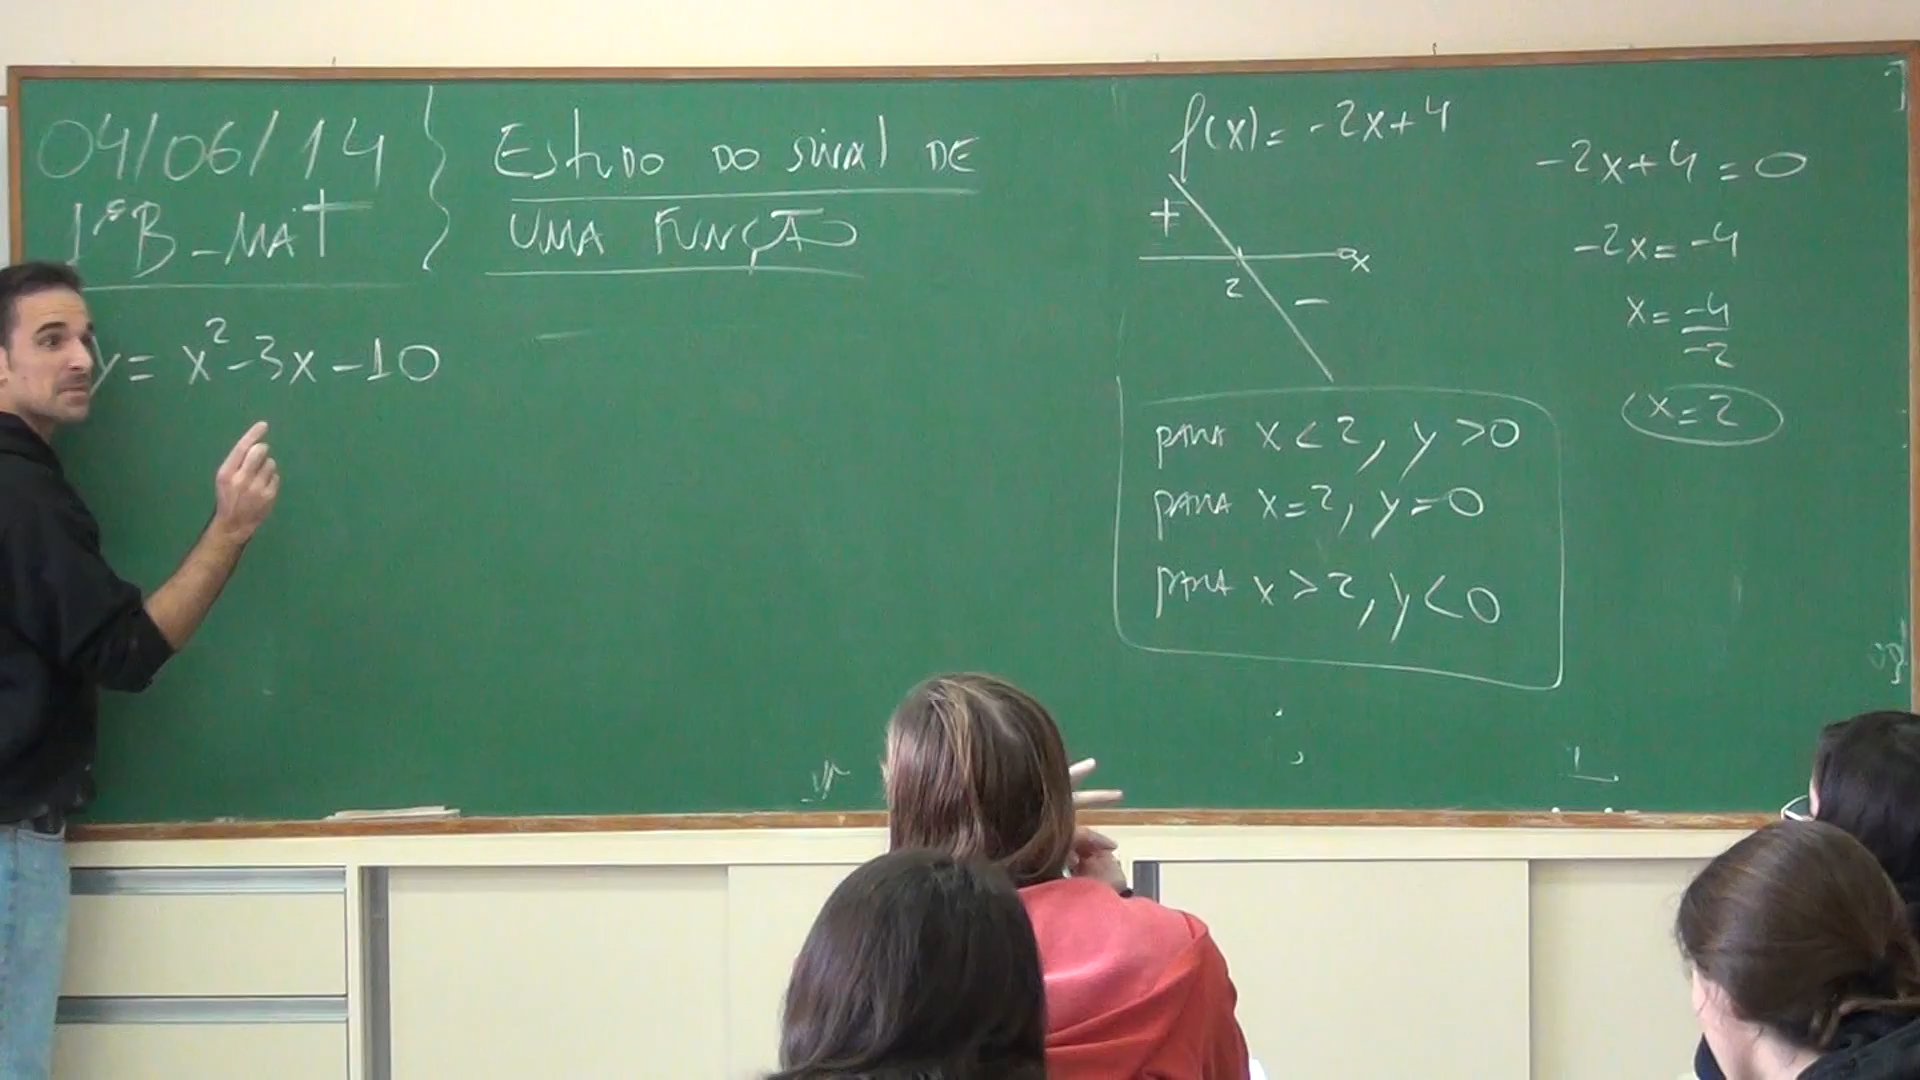 04/06/14
1ºB - MAT
ESTUDO DO SINAL DE
UMA FUNÇÃO
y = x² - 3x - 10
f(x) = -2x + 4
+
x
2
-
para x < 2, y > 0
para x = 2, y = 0
para x > 2, y < 0
-2x + 4 = 0
-2x = -4
x = -4
-2
x = 2